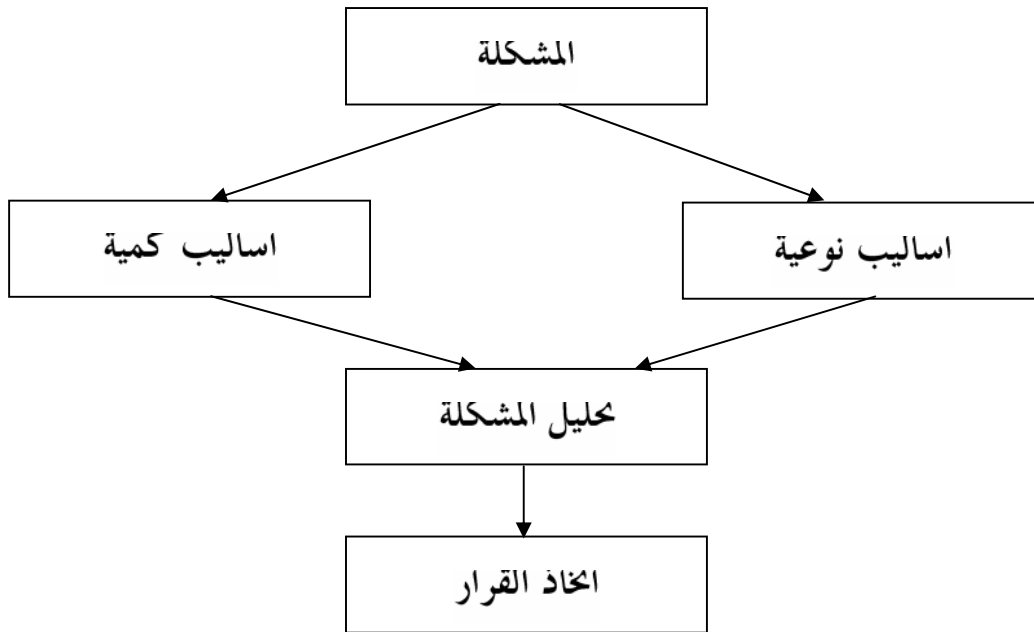 المشكلة
اساليب نوعية
اساليب كمية
تحليل المشكلة
اتخاذ القرار